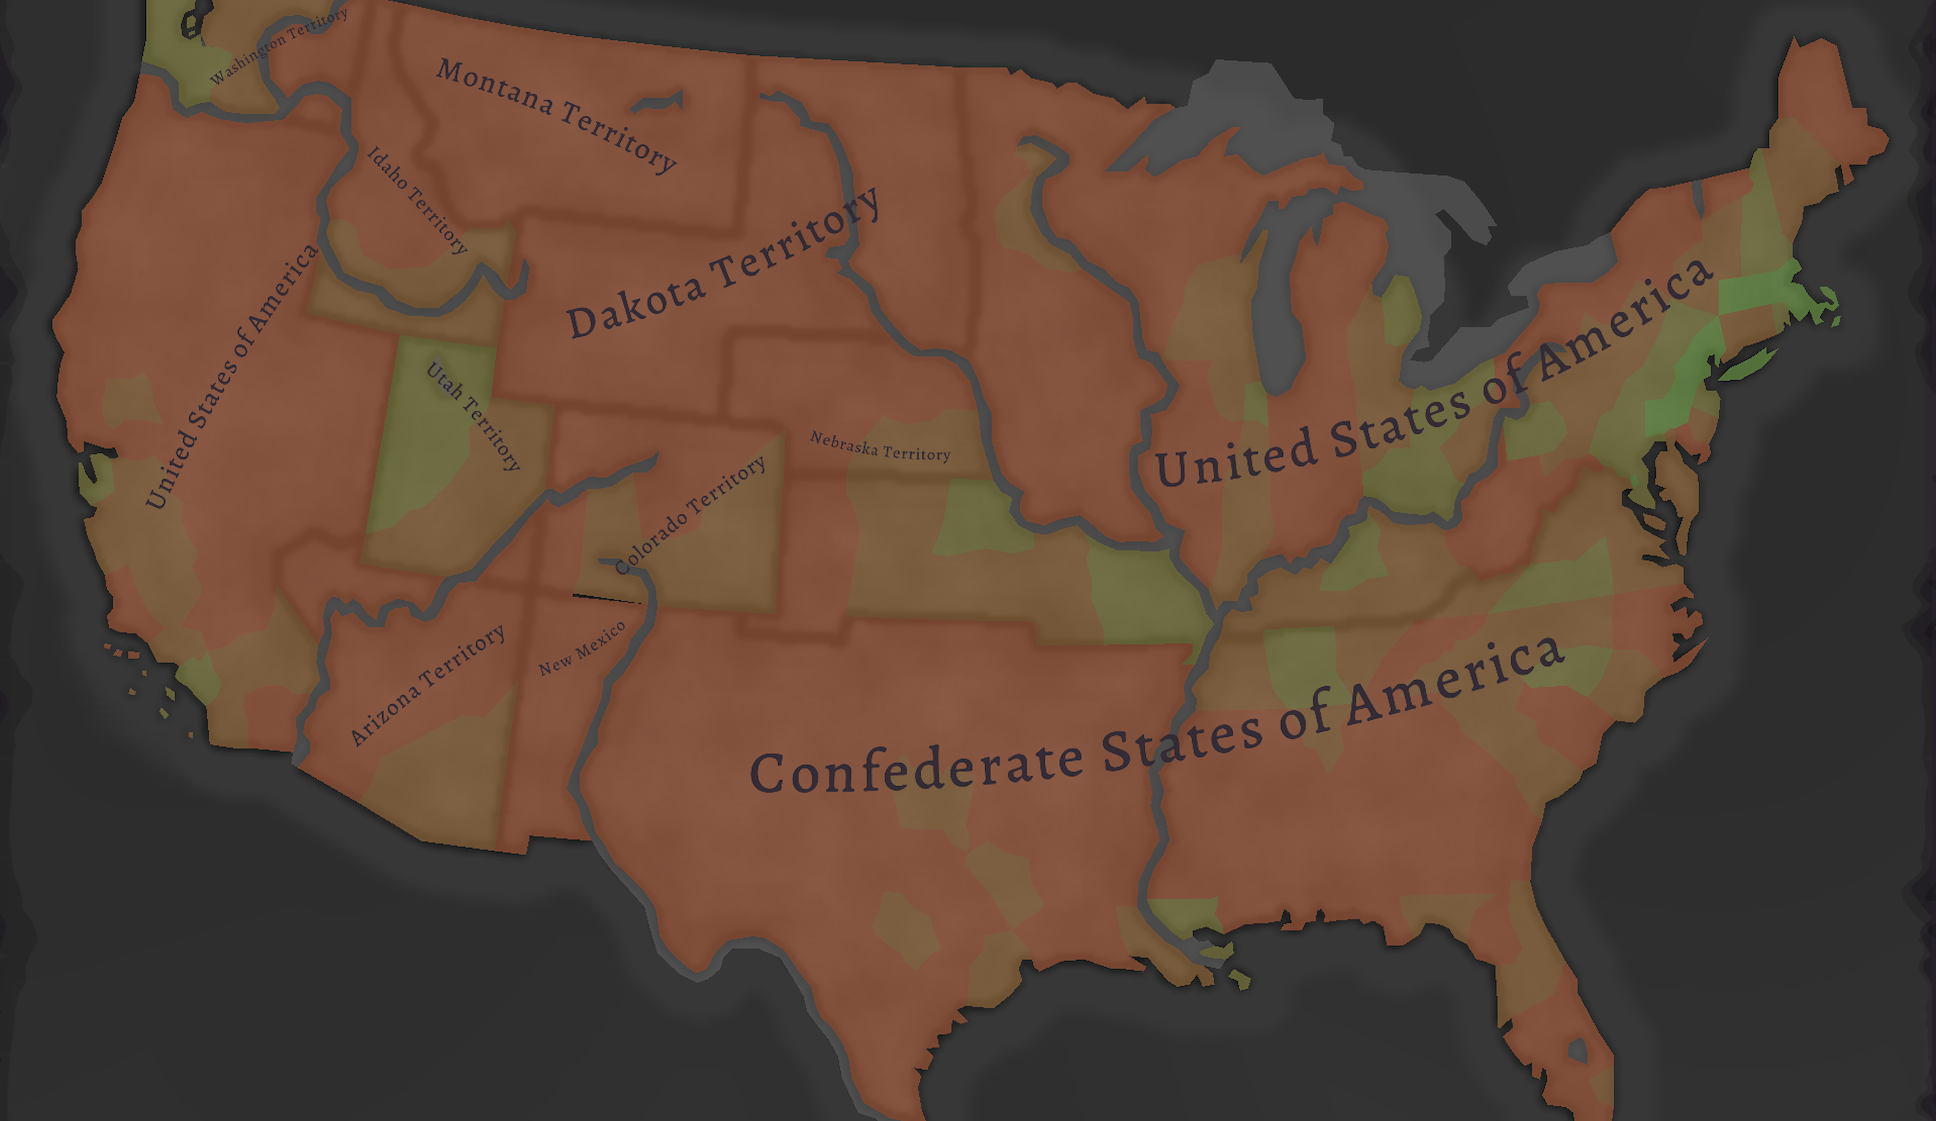 Washington Territory
Montana Territory
Idaho Territory
Dakota Territory
United States of America
Utah Territory
United States of America
Nebraska Territory
Colorado Territory
New Mexico
Arizona Territory
Confederate States of America